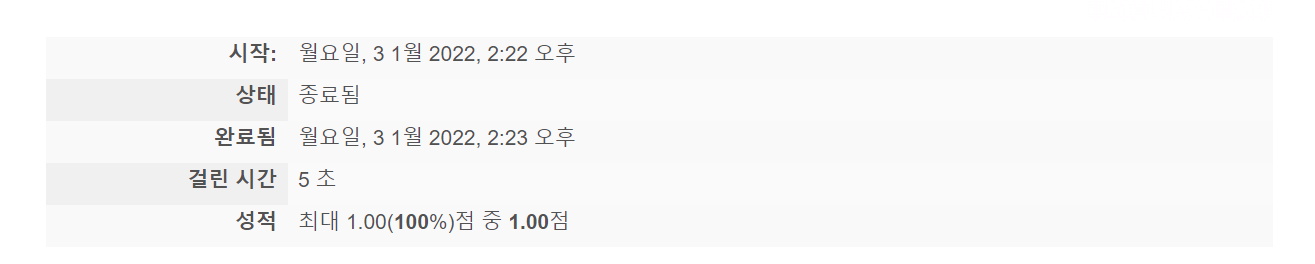 시작: 월요일, 3 1월 2022, 2:22 오후
상태 종료됨
완료됨 월요일, 3 1월 2022, 2:23 오후
걸린 시간 5 초
성적 최대 1.00(100%)점 중 1.00점